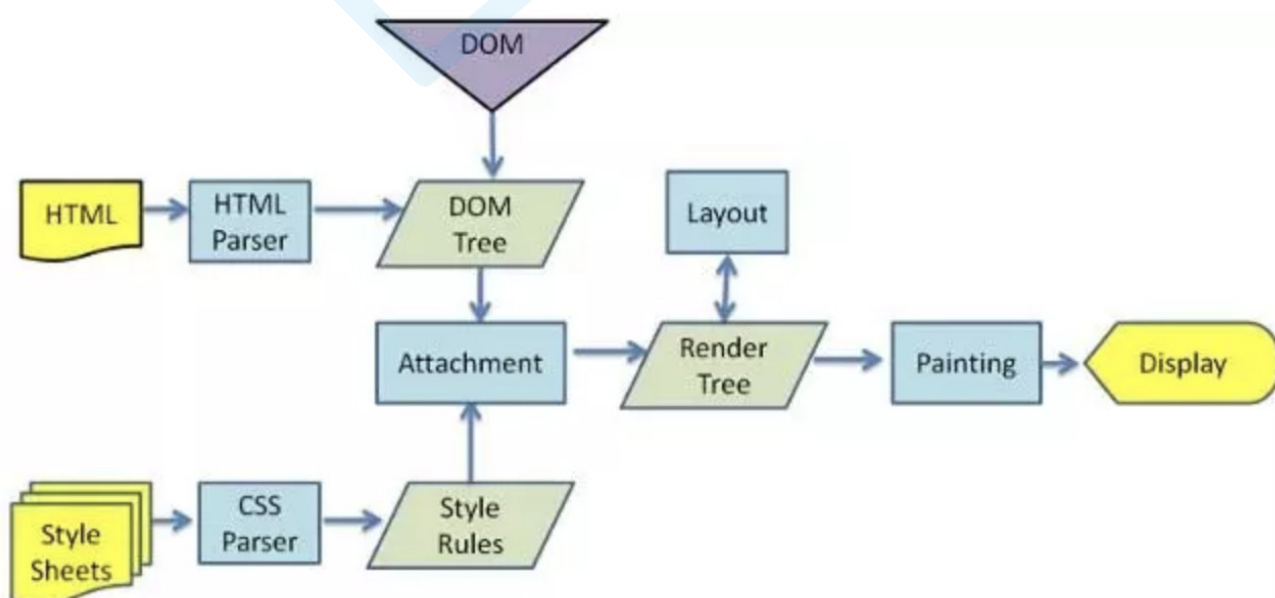 DOM
HTML
HTML
Parser
DOM
Tree
Layout
Attachment
Render
Tree
Painting
Display
Style
Sheets
CSS
Parser
Style
Rules